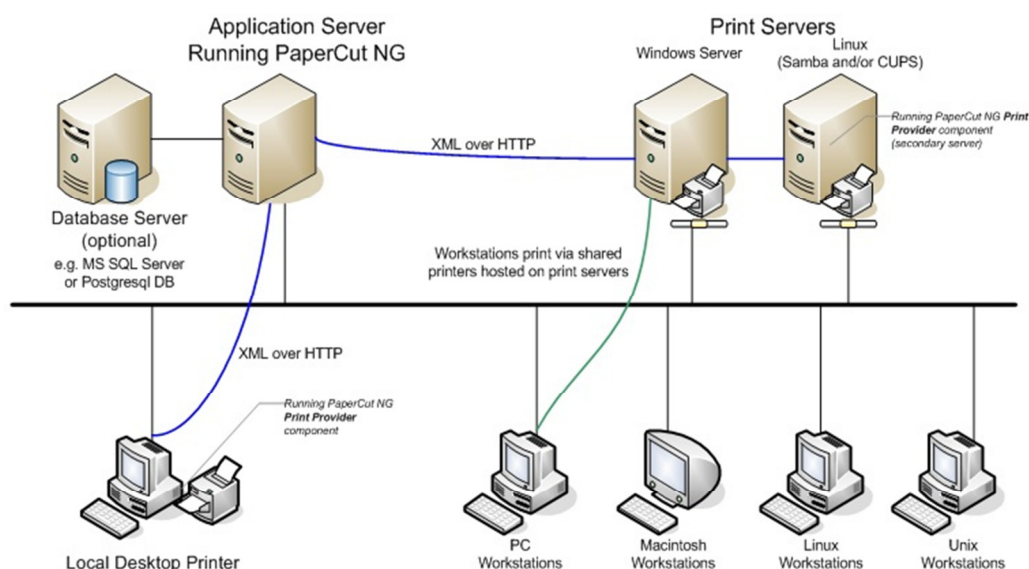 Application Server
Running PaperCut NG
Print Servers
Windows Server
Linux
(Samba and/or CUPS)
Running PaperCut NG Print
Provider component
(secondary server)
XML over HTTP
Database Server
(optional)
e.g. MS SQL Server
or Postgresql DB
Workstations print via shared
printers hosted on print servers
XML over HTTP
Running PaperCut NG
Print Provider
component
Local Desktop Printer
PC
Workstations
Macintosh
Workstations
Linux
Workstations
Unix
Workstations